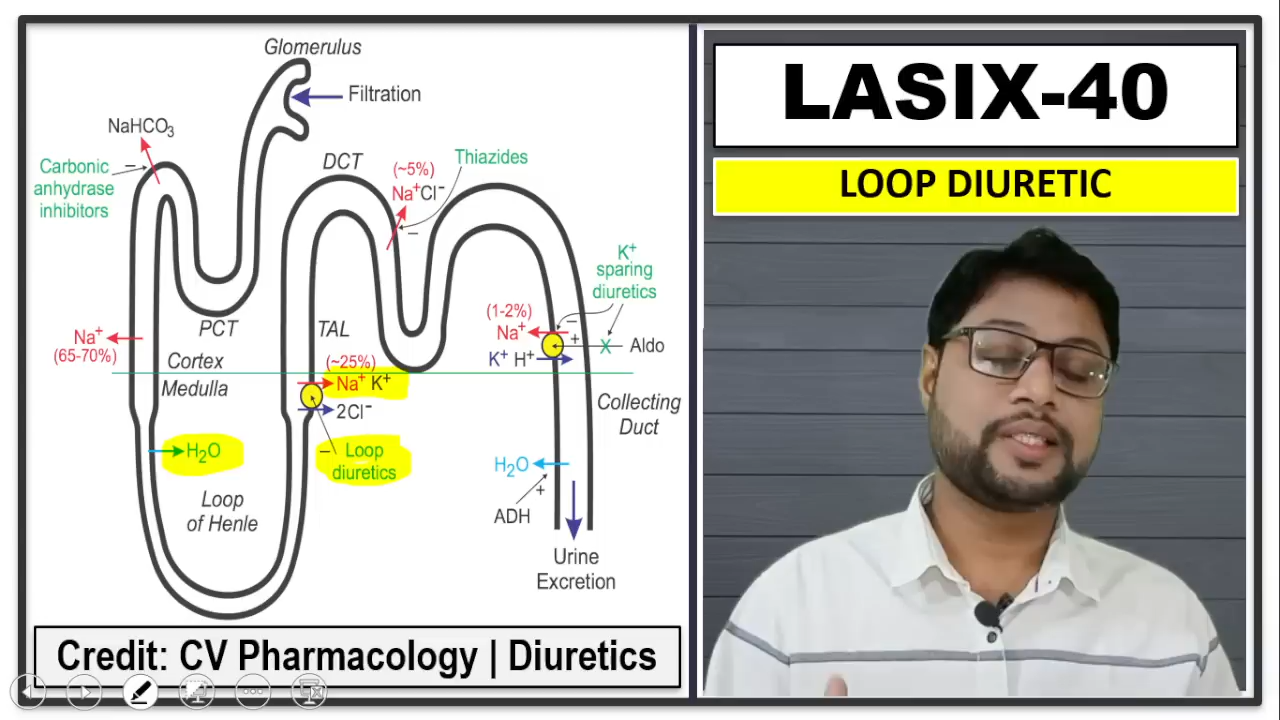 Glomerulus
Filtration
NaHCO₃
Carbonic
anhydrase
inhibitors
–
DCT
Thiazides
(~5%)
Na⁺Cl⁻
–
K⁺
sparing
diuretics
PCT
TAL
(1-2%)
Na⁺
–
+
X
Aldo
K⁺ H⁺
Na⁺
(65-70%)
Cortex
Medulla
(~25%)
Na⁺ K⁺
2Cl⁻
Collecting
Duct
H₂O
–
Loop
diuretics
H₂O
+
ADH
Loop
of Henle
Urine
Excretion
Credit: CV Pharmacology | Diuretics
LASIX-40
LOOP DIURETIC